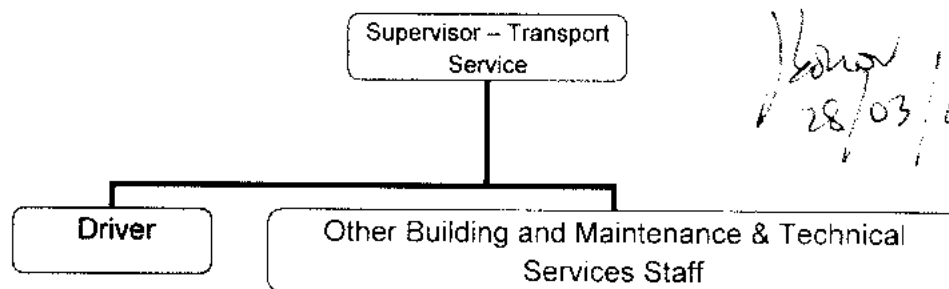 Supervisor – Transport
Service
28/03/
Driver
Other Building and Maintenance & Technical
Services Staff